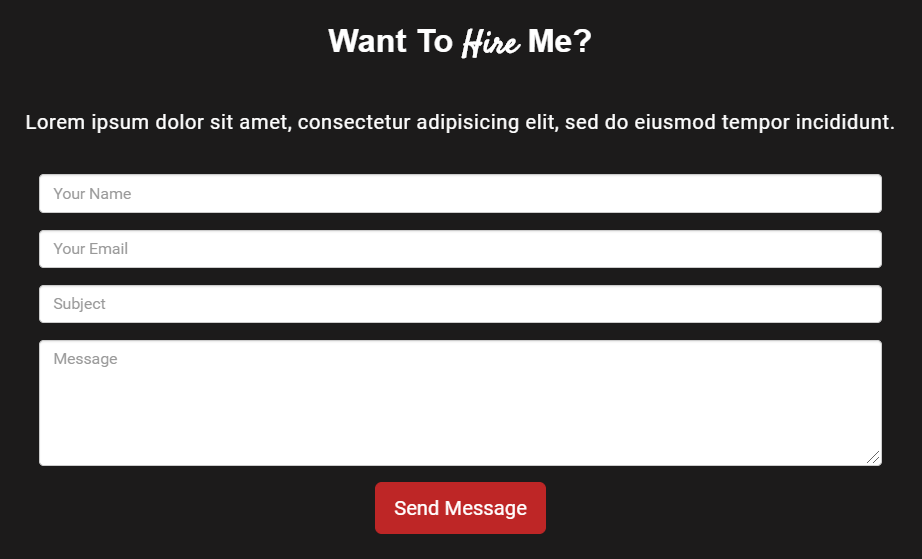 Want To Hire Me?
Lorem ipsum dolor sit amet, consectetur adipisicing elit, sed do eiusmod tempor incididunt.
Your Name
Your Email
Subject
Message
Send Message